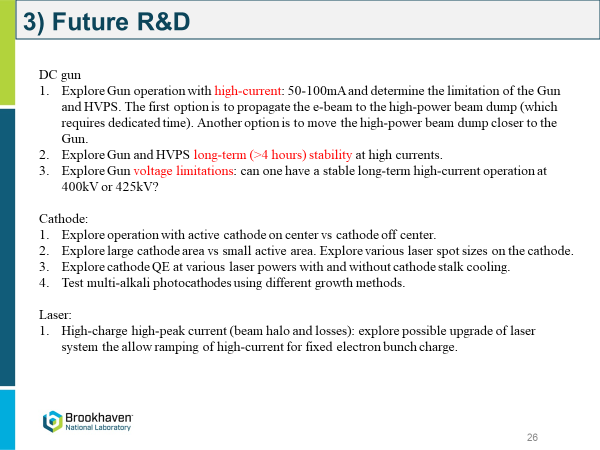 3) Future R&D
DC gun
1. Explore Gun operation with high-current: 50-100mA and determine the limitation of the Gun
and HVPS. The first option is to propagate the e-beam to the high-power beam dump (which
requires dedicated time). Another option is to move the high-power beam dump closer to the
Gun.
2. Explore Gun and HVPS long-term (>4 hours) stability at high currents.
3. Explore Gun voltage limitations: can one have a stable long-term high-current operation at
400kV or 425kV?
Cathode:
1. Explore operation with active cathode on center vs cathode off center.
2. Explore large cathode area vs small active area. Explore various laser spot sizes on the cathode.
3. Explore cathode QE at various laser powers with and without cathode stalk cooling.
4. Test multi-alkali photocathodes using different growth methods.
Laser:
1. High-charge high-peak current (beam halo and losses): explore possible upgrade of laser
system the allow ramping of high-current for fixed electron bunch charge.
Brookhaven
National Laboratory
26